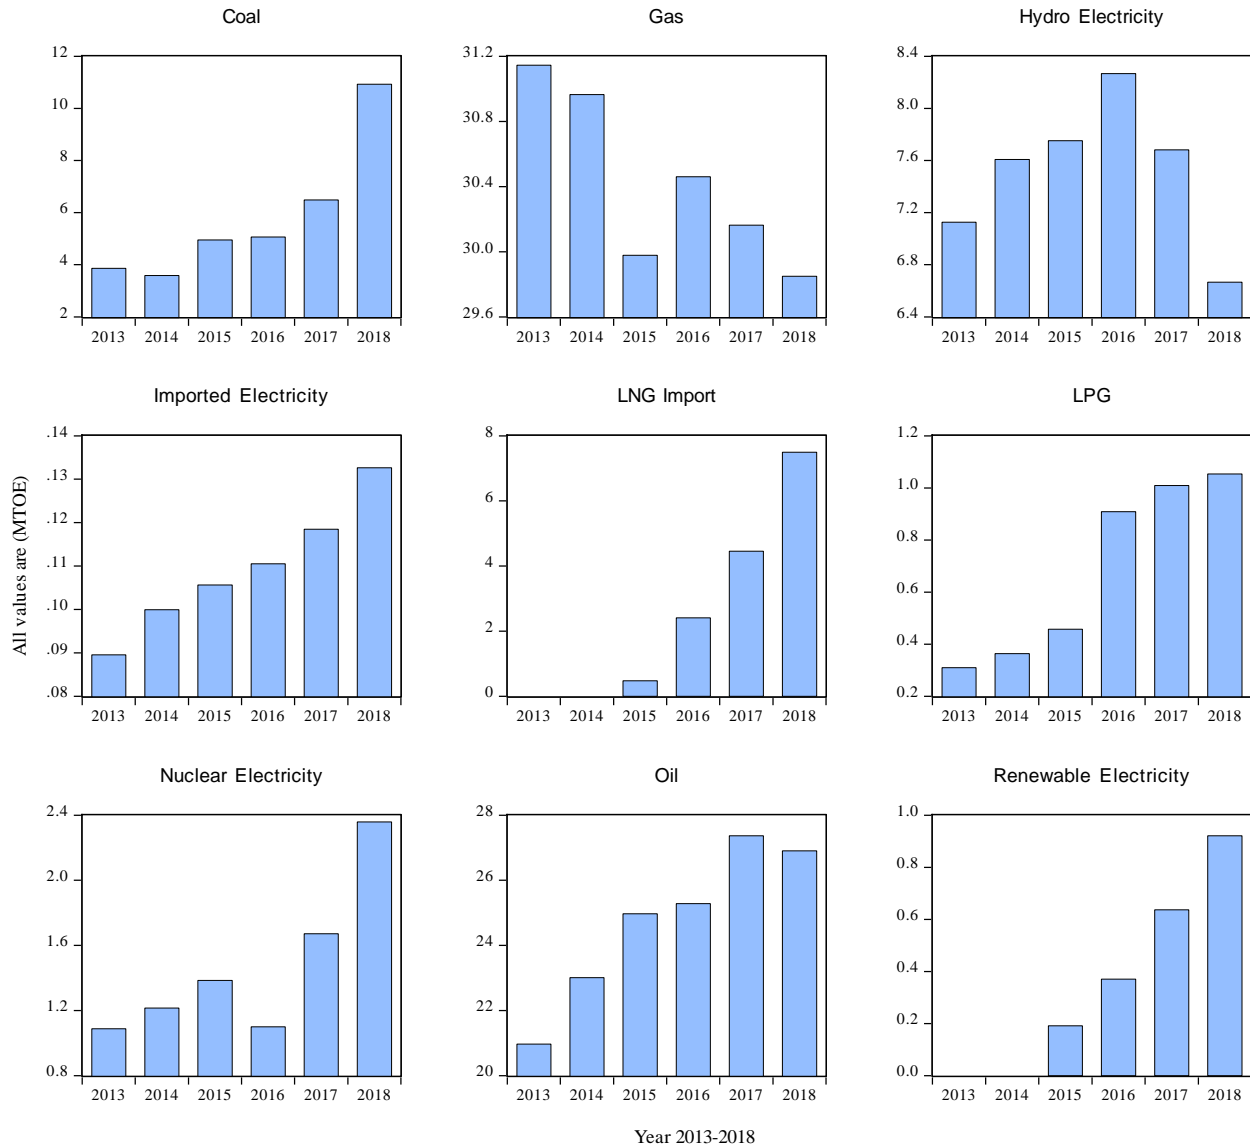 Coal
Gas
Hydro Electricity
12
10
8
6
4
2
2013 2014 2015 2016 2017 2018
31.2
30.8
30.4
30.0
29.6
2013 2014 2015 2016 2017 2018
8.4
8.0
7.6
7.2
6.8
6.4
2013 2014 2015 2016 2017 2018
All values are (MTOE)
Imported Electricity
LNG Import
LPG
.14
.13
.12
.11
.10
.09
.08
2013 2014 2015 2016 2017 2018
8
6
4
2
0
2013 2014 2015 2016 2017 2018
1.2
1.0
0.8
0.6
0.4
0.2
2013 2014 2015 2016 2017 2018
Nuclear Electricity
Oil
Renewable Electricity
2.4
2.0
1.6
1.2
0.8
2013 2014 2015 2016 2017 2018
28
26
24
22
20
2013 2014 2015 2016 2017 2018
1.0
0.8
0.6
0.4
0.2
0.0
2013 2014 2015 2016 2017 2018
Year 2013-2018